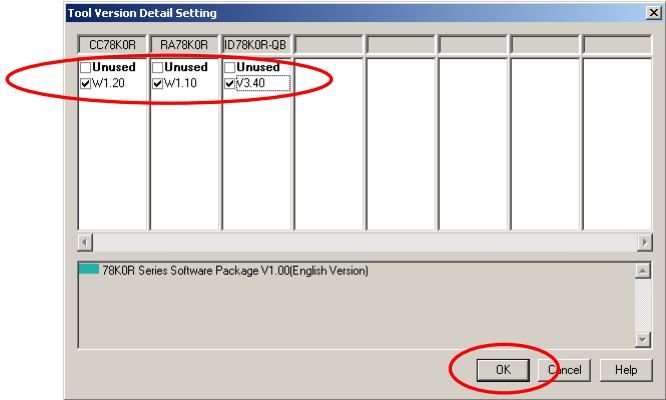 Tool Version Detail Setting
CC78K0R RA78K0R ID78K0R-QB
Unused Unused Unused
W1.20 W1.10 V3.40
78K0R Series Software Package V1.00(English Version)
OK Cancel Help